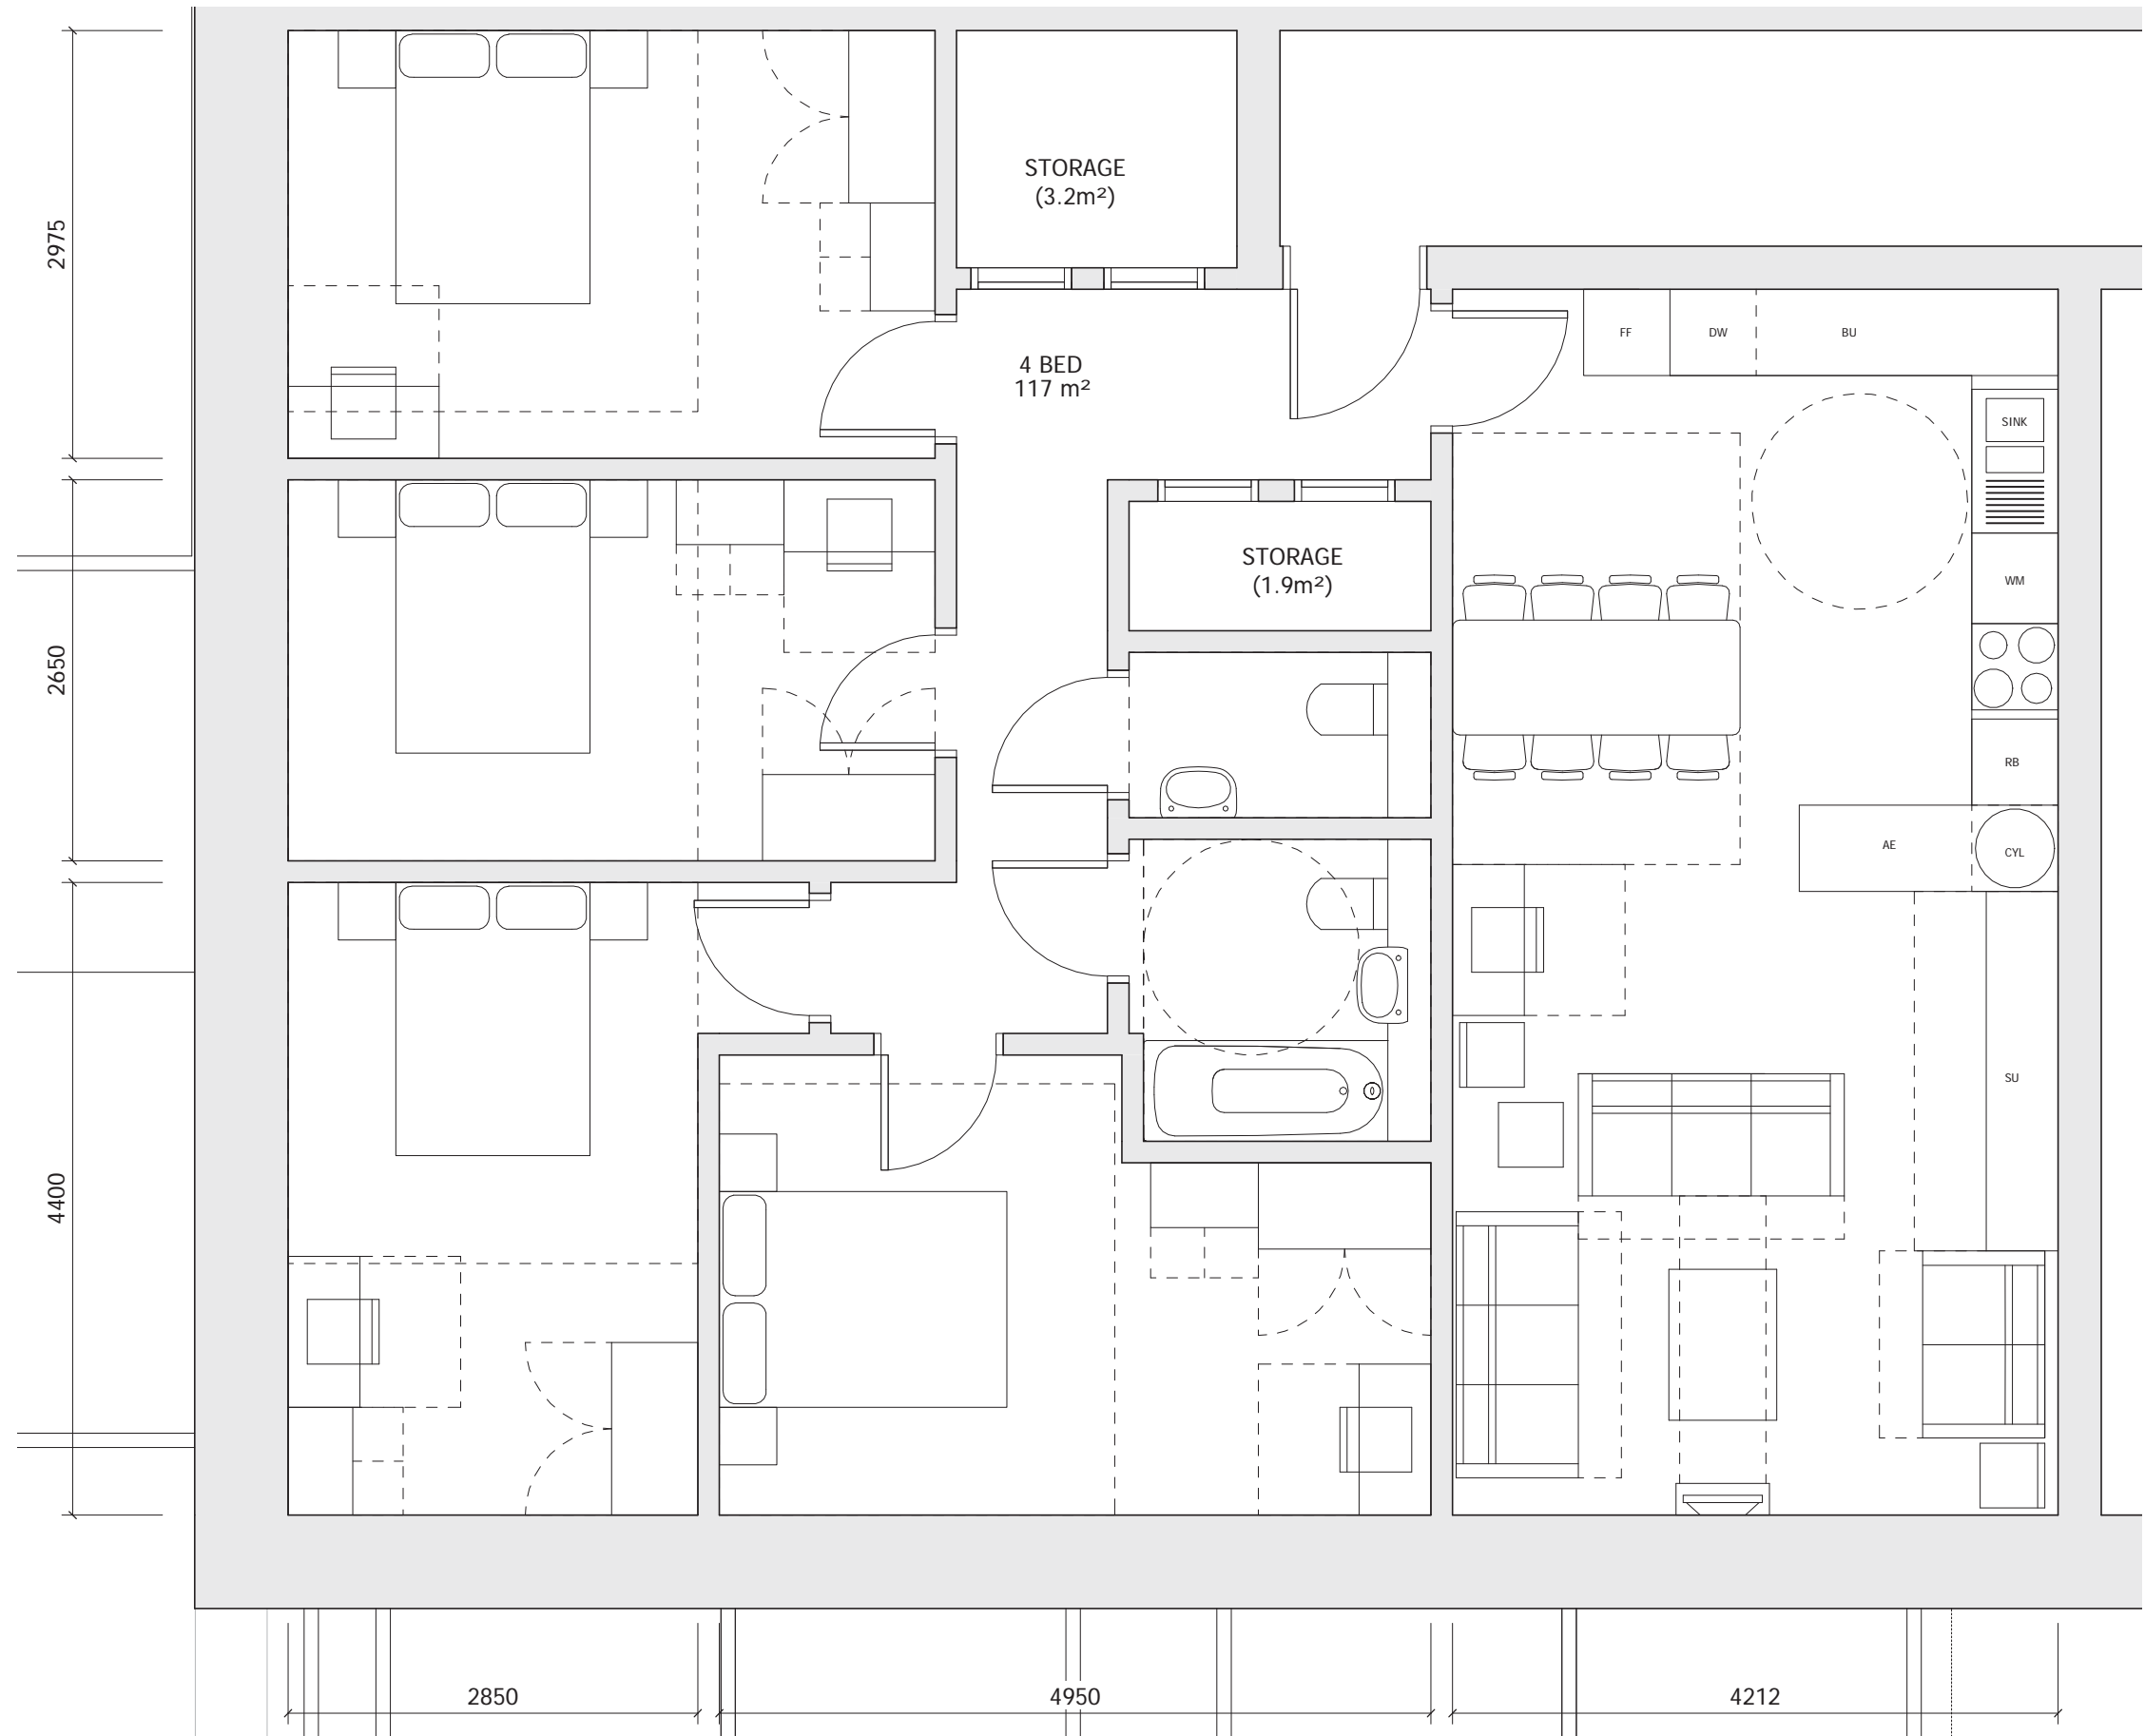 STORAGE
(3.2m²)
2975
4 BED
117 m²
FF
DW
BU
SINK
STORAGE
(1.9m²)
WM
2650
RB
AE
CYL
SU
4400
2850
4950
4212